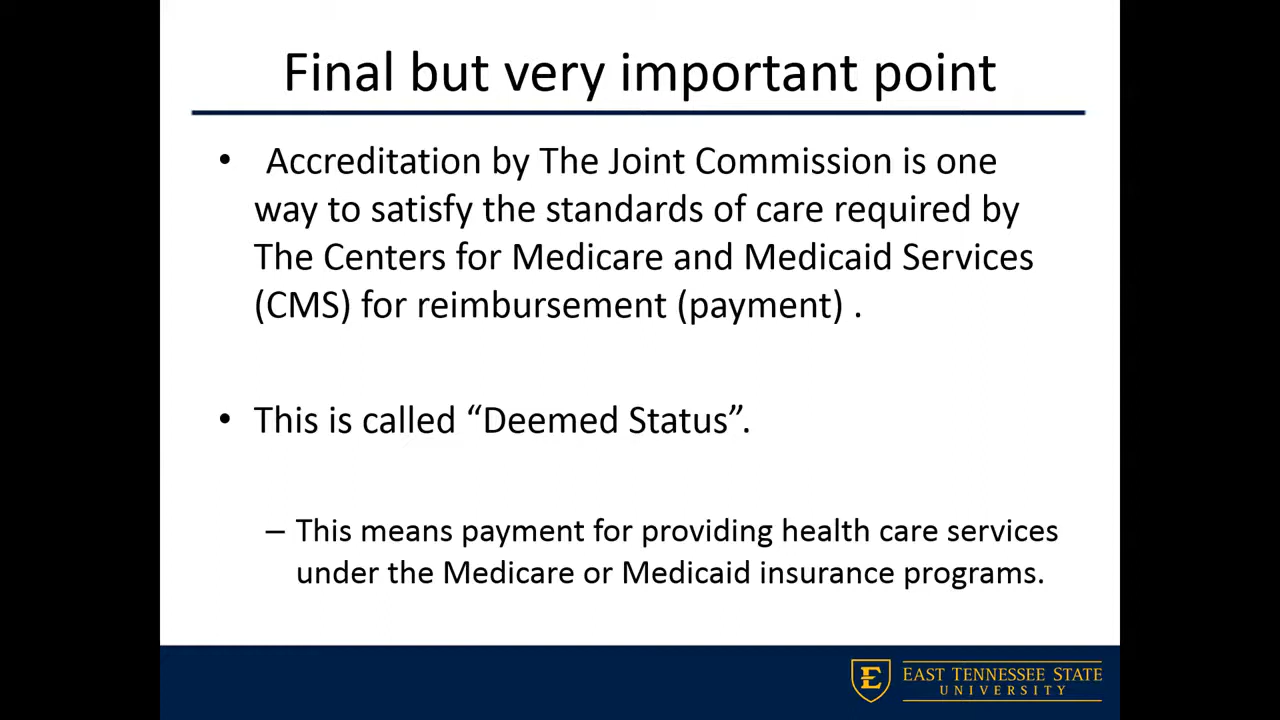 Final but very important point
• Accreditation by The Joint Commission is one
way to satisfy the standards of care required by
The Centers for Medicare and Medicaid Services
(CMS) for reimbursement (payment) .
• This is called “Deemed Status”.
– This means payment for providing health care services
under the Medicare or Medicaid insurance programs.
E
EAST TENNESSEE STATE
UNIVERSITY